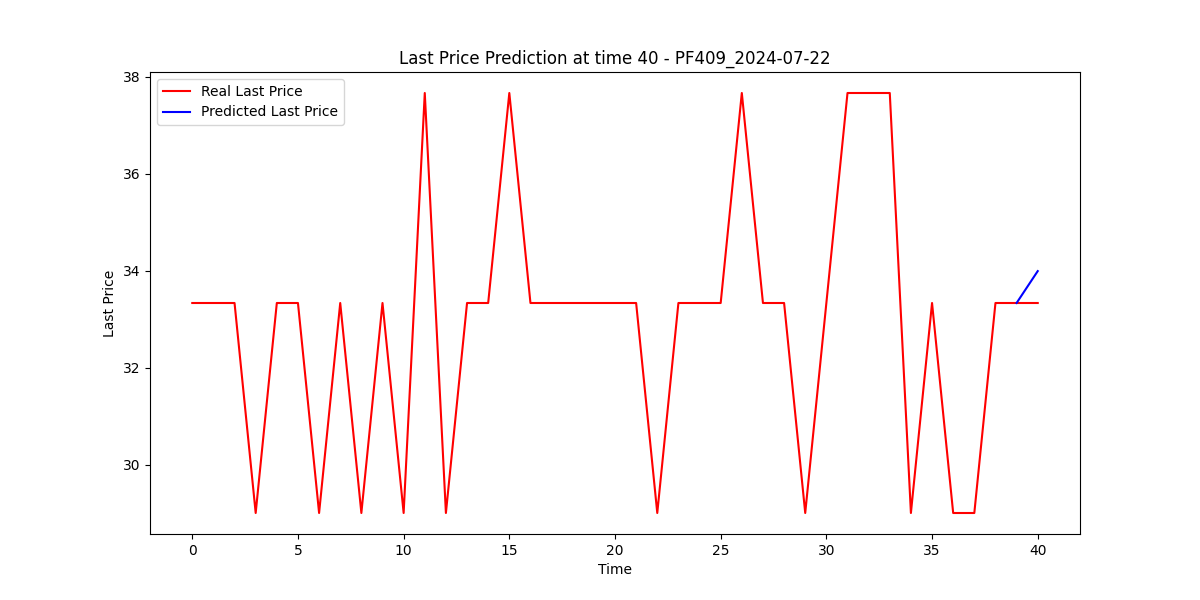 Last Price Prediction at time 40 - PF409_2024-07-22
Real Last Price
Predicted Last Price
Last Price
38
36
34
32
30
0 5 10 15 20 25 30 35 40
Time